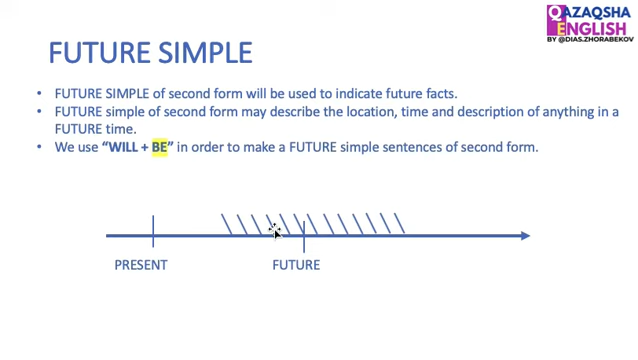 QAZAQSHA
ENGLISH
BY @DIAS.ZHORABEKOV
FUTURE SIMPLE
• FUTURE SIMPLE of second form will be used to indicate future facts.
• FUTURE simple of second form may describe the location, time and description of anything in a
FUTURE time.
• We use “WILL + BE” in order to make a FUTURE simple sentences of second form.
PRESENT
FUTURE